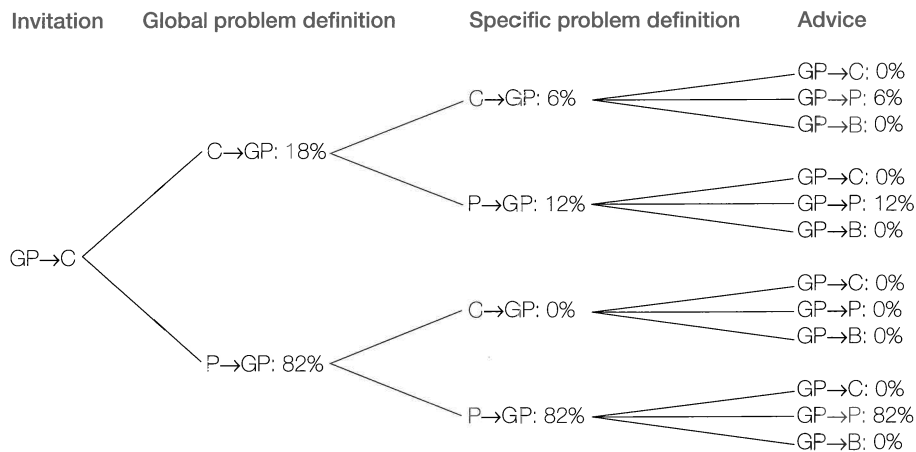 Invitation Global problem definition Specific problem definition Advice
GP→C: 0%
C→GP: 6% GP→P: 6%
GP→B: 0%
C→GP: 18%
GP→C: 0%
P→GP: 12% GP→P: 12%
GP→B: 0%
GP→C
GP→C: 0%
C→GP: 0% GP→P: 0%
GP→B: 0%
P→GP: 82%
GP→C: 0%
P→GP: 82% GP→P: 82%
GP→B: 0%